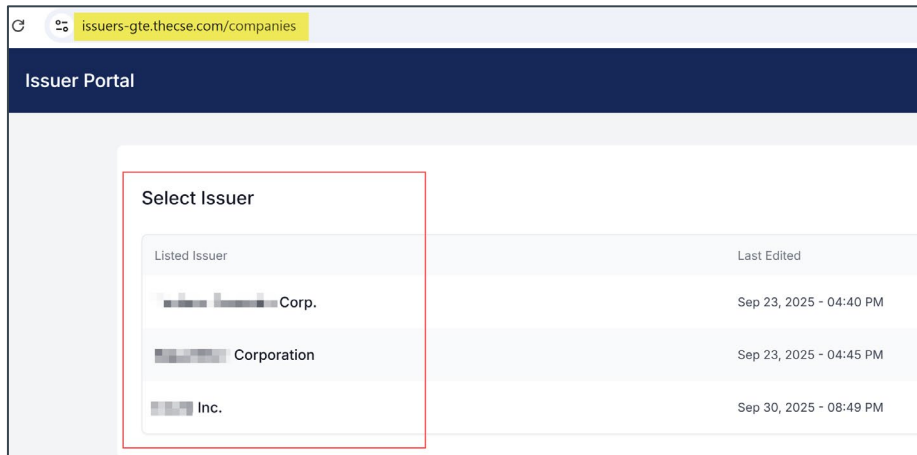 issuers-gte.thecse.com/companies
Issuer Portal
Select Issuer
Listed Issuer Last Edited
Corp. Sep 23, 2025 - 04:40 PM
Corporation Sep 23, 2025 - 04:45 PM
Inc. Sep 30, 2025 - 08:49 PM